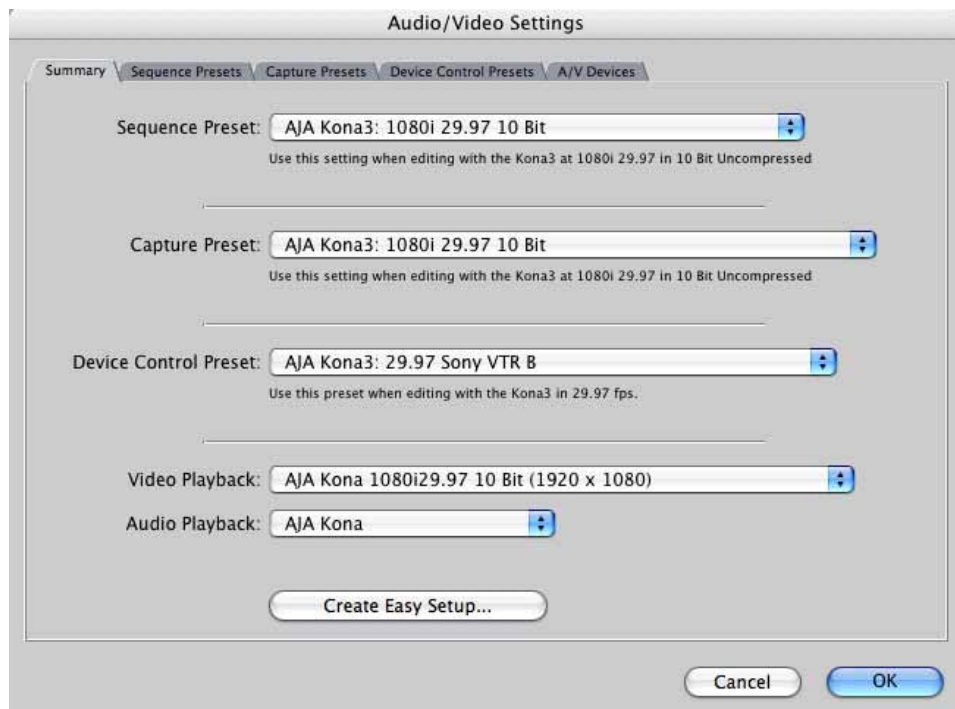 Audio/Video Settings
Summary Sequence Presets Capture Presets Device Control Presets A/V Devices
Sequence Preset: AJA Kona3: 1080i 29.97 10 Bit
Use this setting when editing with the Kona3 at 1080i 29.97 in 10 Bit Uncompressed
Capture Preset: AJA Kona3: 1080i 29.97 10 Bit
Use this setting when editing with the Kona3 at 1080i 29.97 in 10 Bit Uncompressed
Device Control Preset: AJA Kona3: 29.97 Sony VTR B
Use this preset when editing with the Kona3 in 29.97 fps.
Video Playback: AJA Kona 1080i29.97 10 Bit (1920 x 1080)
Audio Playback: AJA Kona
Create Easy Setup...
Cancel OK